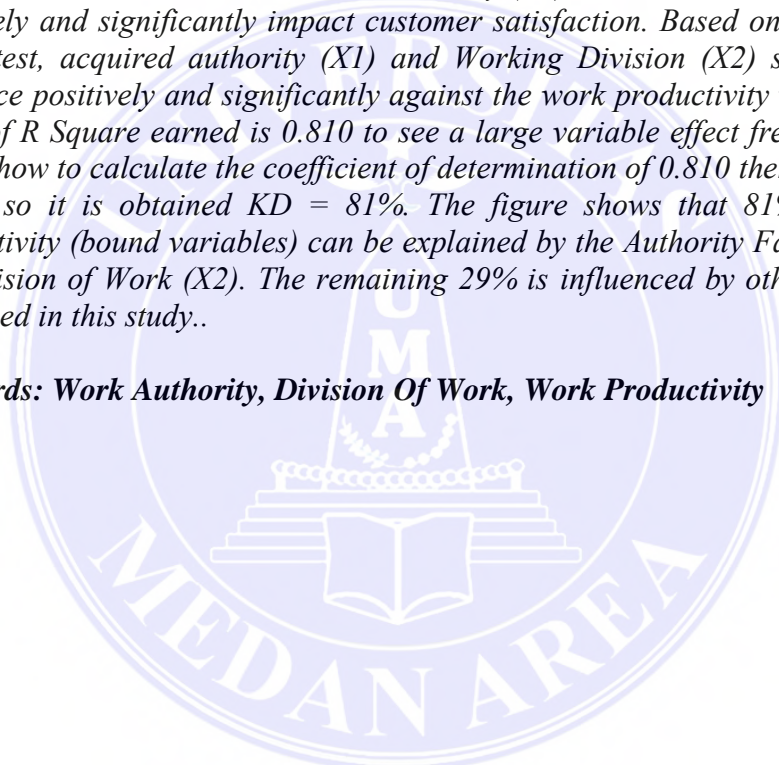 ely and significantly impact customer satisfaction. Based on
test, acquired authority (X1) and Working Division (X2) s
ce positively and significantly against the work productivity
of R Square earned is 0.810 to see a large variable effect fre
how to calculate the coefficient of determination of 0.810 the
so it is obtained KD = 81%. The figure shows that 81%
tivity (bound variables) can be explained by the Authority Fa
ision of Work (X2). The remaining 29% is influenced by oth
ed in this study..
rds: Work Authority, Division Of Work, Work Productivity
UNIVERSITAS
UMA
MEDAN AREA